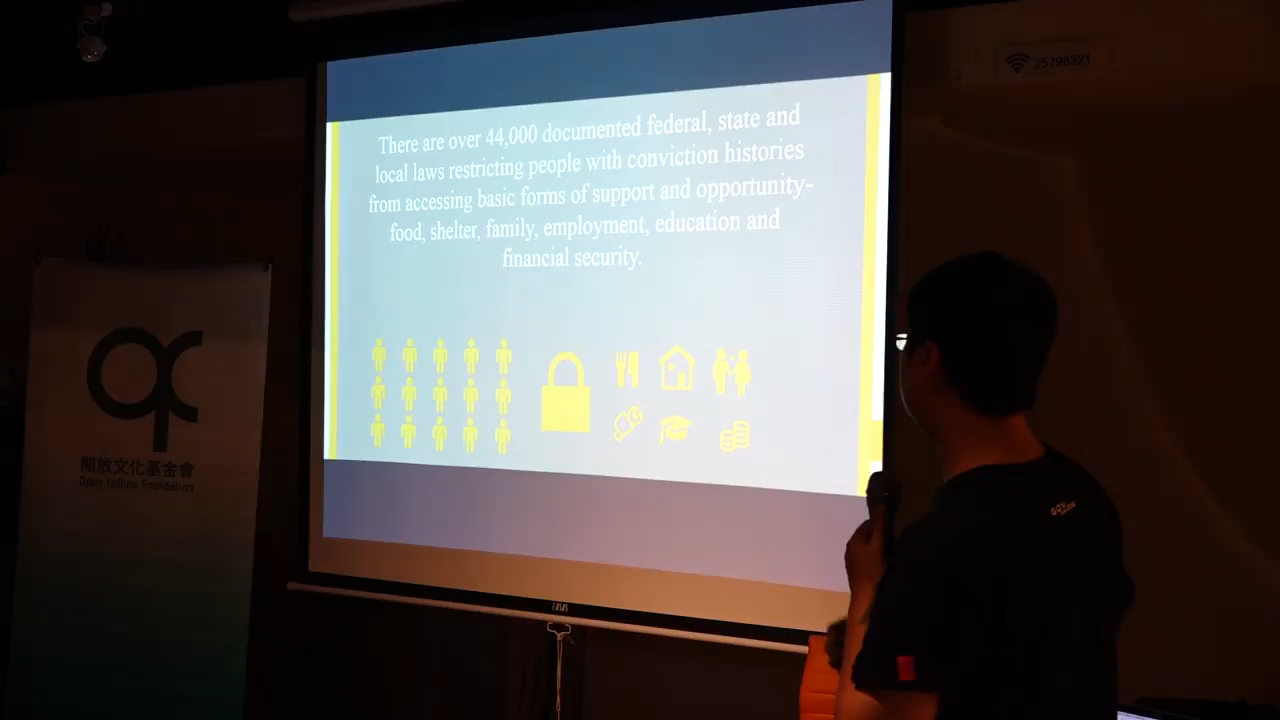 There are over 44,000 documented federal, state and
local laws restricting people with conviction histories
from accessing basic forms of support and opportunity-
food, shelter, family, employment, education and
financial security.
25798321
開放文化基金會
Open Culture Foundation